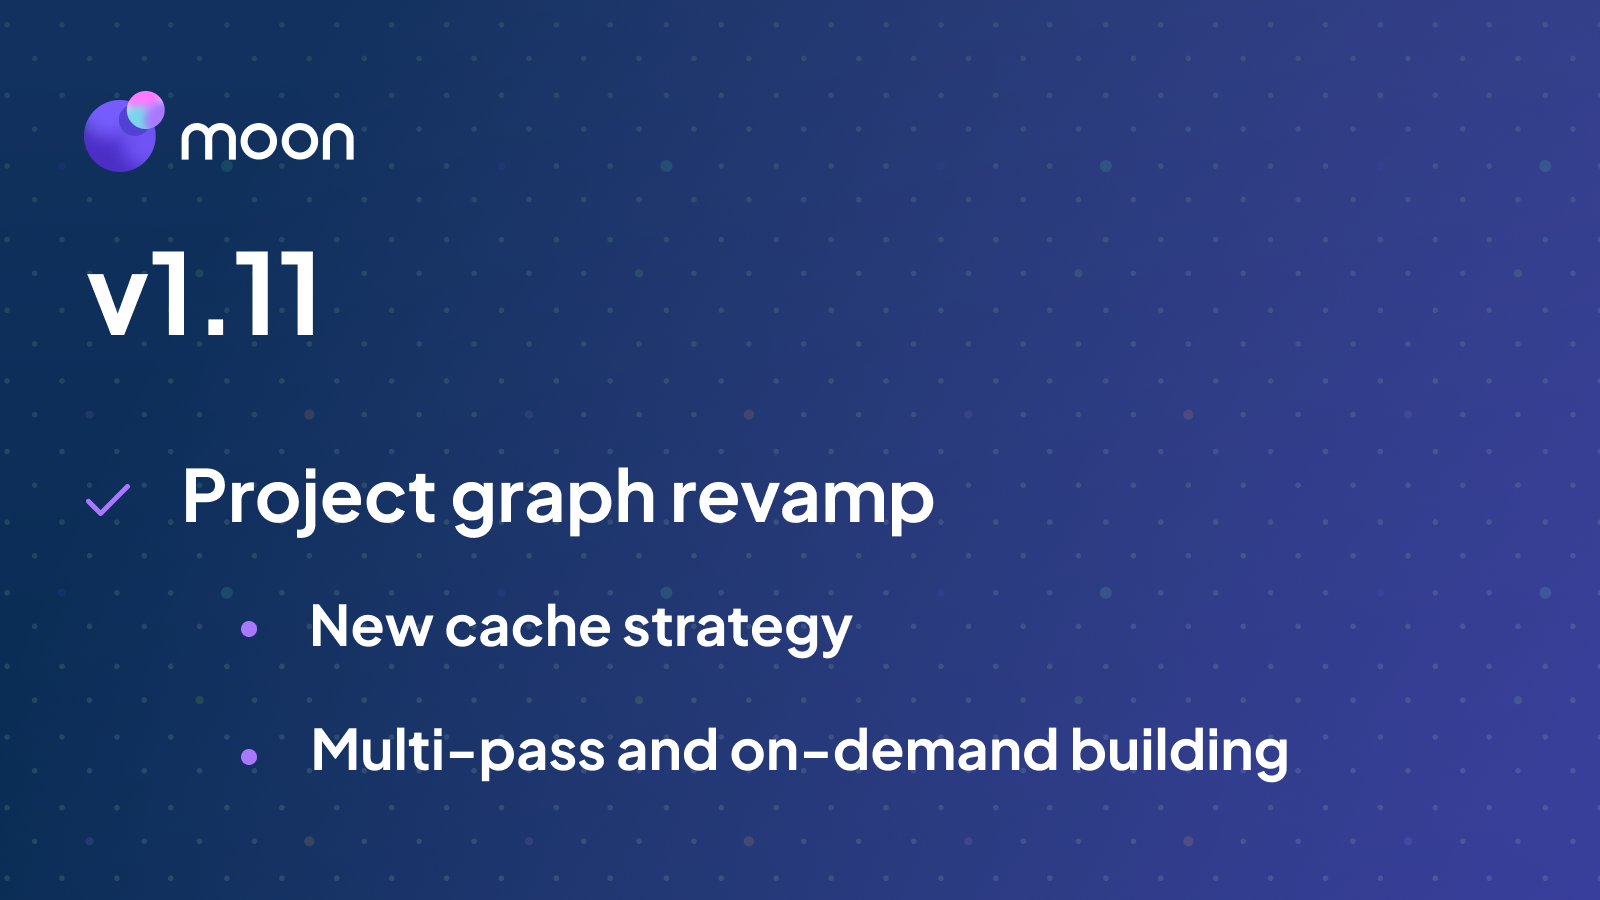 moon
v1.11
Project graph revamp
New cache strategy
Multi-pass and on-demand building